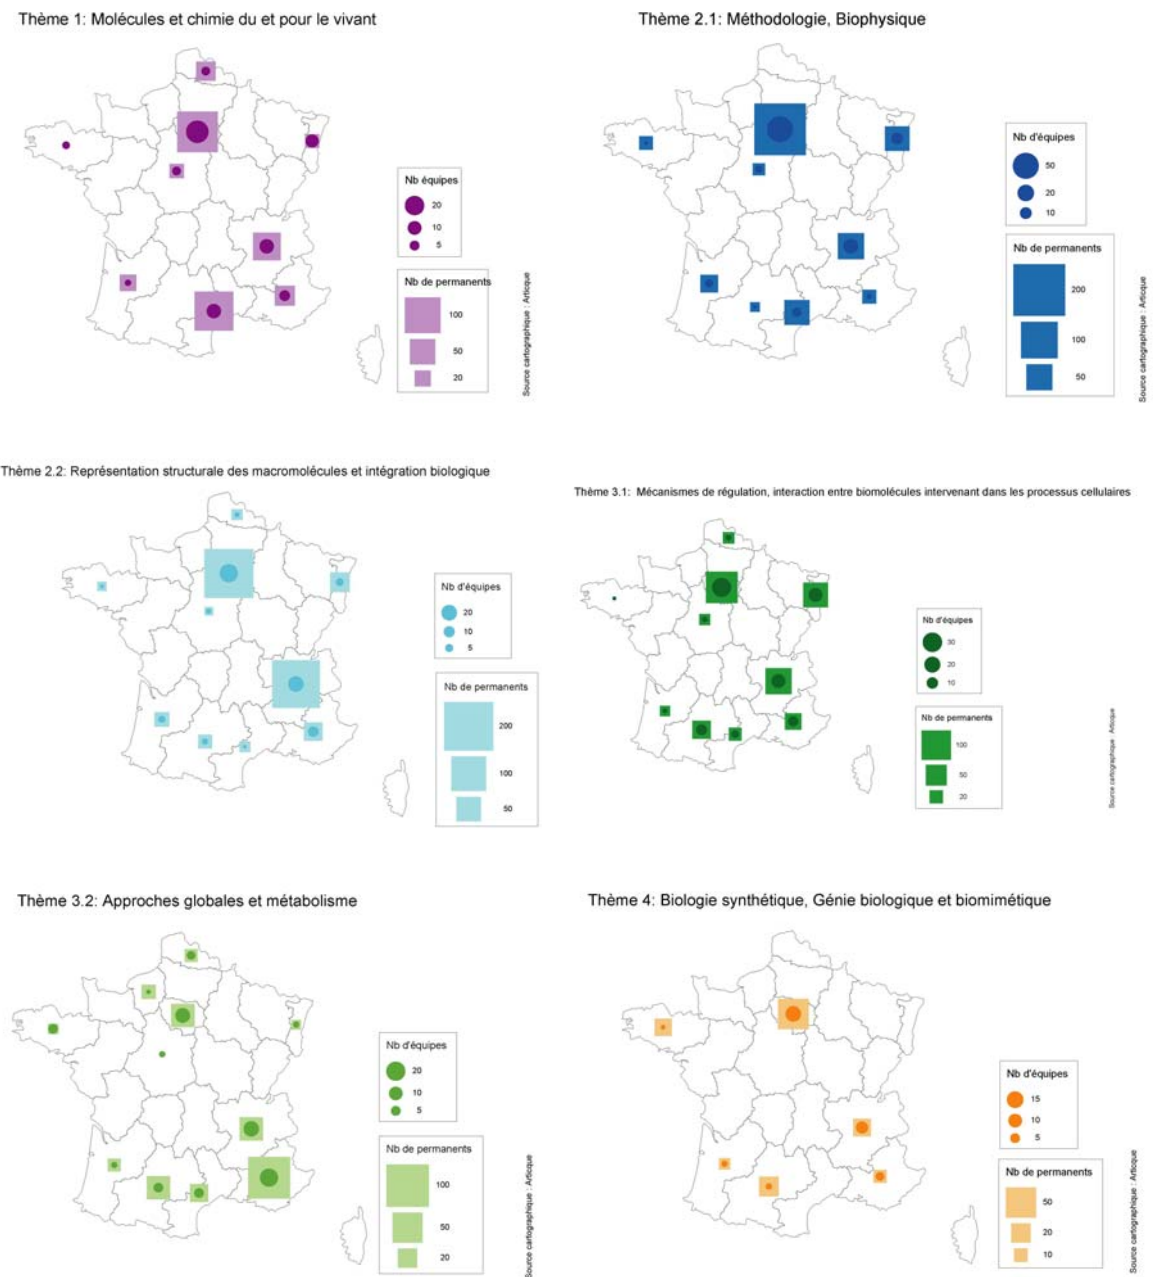 Thème 1: Molécules et chimie du et pour le vivant
Nb équipes
20
10
5
Nb de permanents
100
50
20
Source cartographique : Articque
Thème 2.1: Méthodologie, Biophysique
Nb d'équipes
50
20
10
Nb de permanents
200
100
50
Source cartographique : Articque
Thème 2.2: Représentation structurale des macromolécules et intégration biologique
Nb d'équipes
20
10
5
Nb de permanents
200
100
50
Thème 3.1: Mécanismes de régulation, interaction entre biomolécules intervenant dans les processus cellulaires
Nb d'équipes
30
20
10
Nb de permanents
100
50
20
Source cartographique : Articque
Thème 3.2: Approches globales et métabolisme
Nb d'équipes
20
10
5
Nb de permanents
100
50
20
Source cartographique : Articque
Thème 4: Biologie synthétique, Génie biologique et biomimétique
Nb d'équipes
15
10
5
Nb de permanents
50
20
10
Source cartographique : Articque